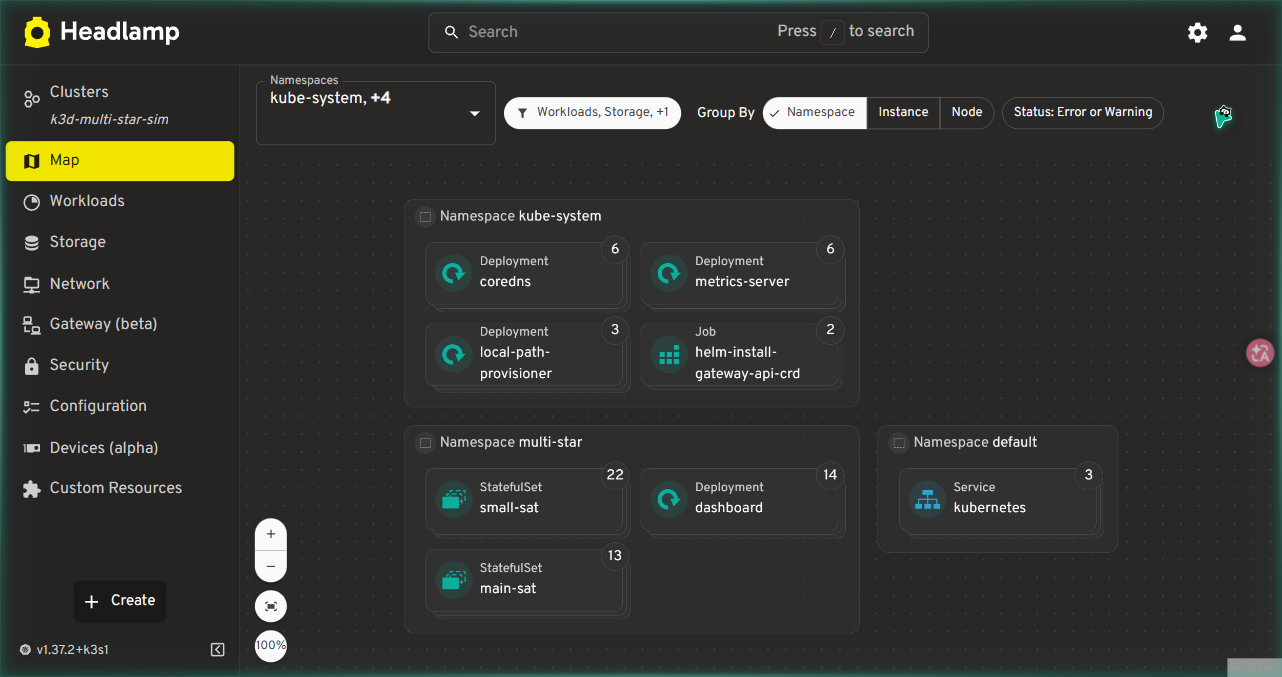 Headlamp
Search
Press / to search
Clusters
k3d-multi-star-sim
Map
Workloads
Storage
Network
Gateway (beta)
Security
Configuration
Devices (alpha)
Custom Resources
Create
v1.37.2+k3s1
Namespaces
kube-system, +4
Workloads, Storage, +1
Group By
Namespace
Instance
Node
Status: Error or Warning
Namespace kube-system
6
Deployment
coredns
6
Deployment
metrics-server
3
Deployment
local-path-
provisioner
2
Job
helm-install-
gateway-api-crd
Namespace multi-star
22
StatefulSet
small-sat
14
Deployment
dashboard
13
StatefulSet
main-sat
Namespace default
3
Service
kubernetes
+
−
100%